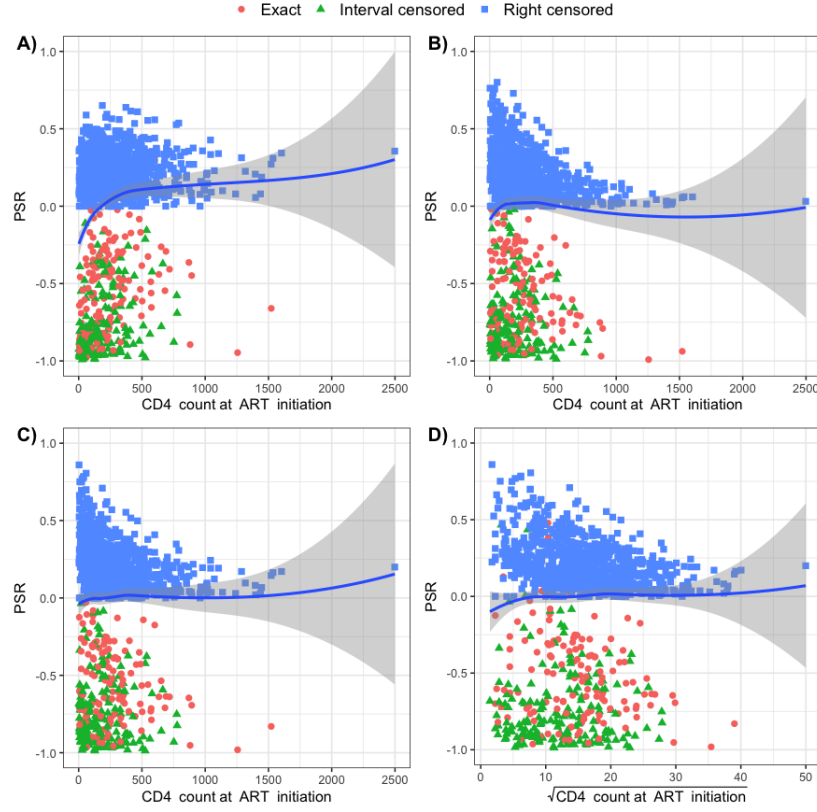 Exact Interval censored Right censored
A)
1.0
0.5
0.0
-0.5
-1.0
PSR
0 500 1000 1500 2000 2500
CD4 count at ART initiation
B)
1.0
0.5
0.0
-0.5
-1.0
PSR
0 500 1000 1500 2000 2500
CD4 count at ART initiation
C)
1.0
0.5
0.0
-0.5
-1.0
PSR
0 500 1000 1500 2000 2500
CD4 count at ART initiation
D)
1.0
0.5
0.0
-0.5
-1.0
PSR
0 10 20 30 40 50
√CD4 count at ART initiation